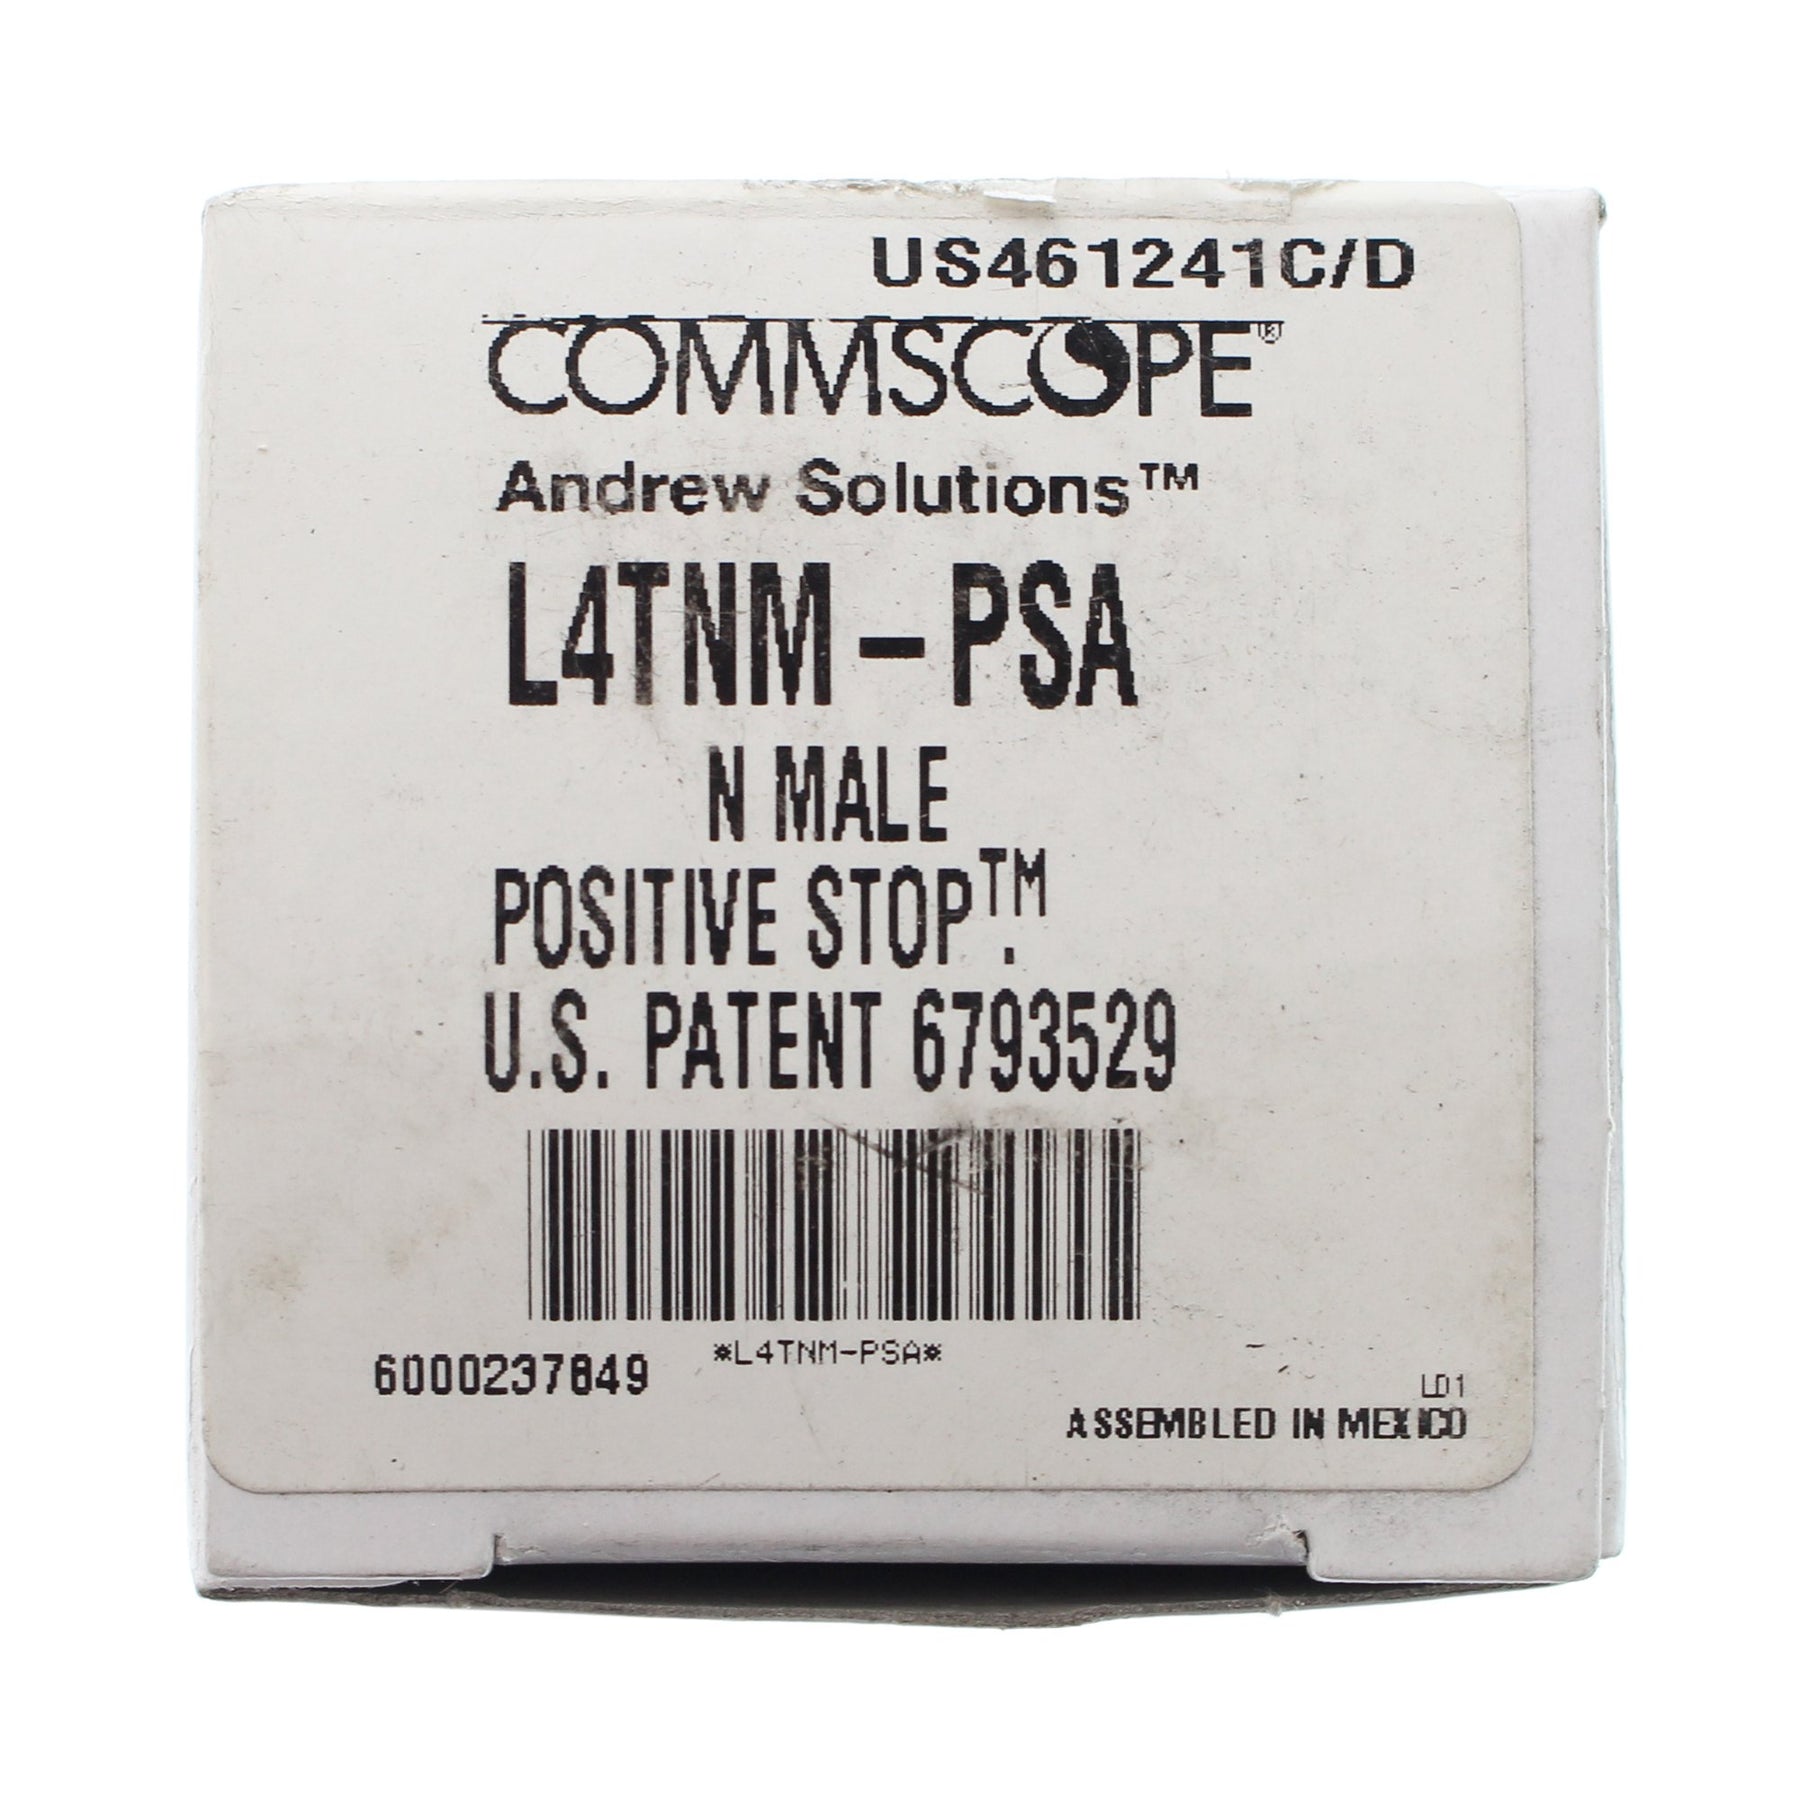 US461241C/D
COMMSCOPE®
Andrew Solutions™
L4TNM-PSA
N MALE
POSITIVE STOP™.
U.S. PATENT 6793529
*L4TNM-PSA*
6000237849
LD1
ASSEMBLED IN MEXICO